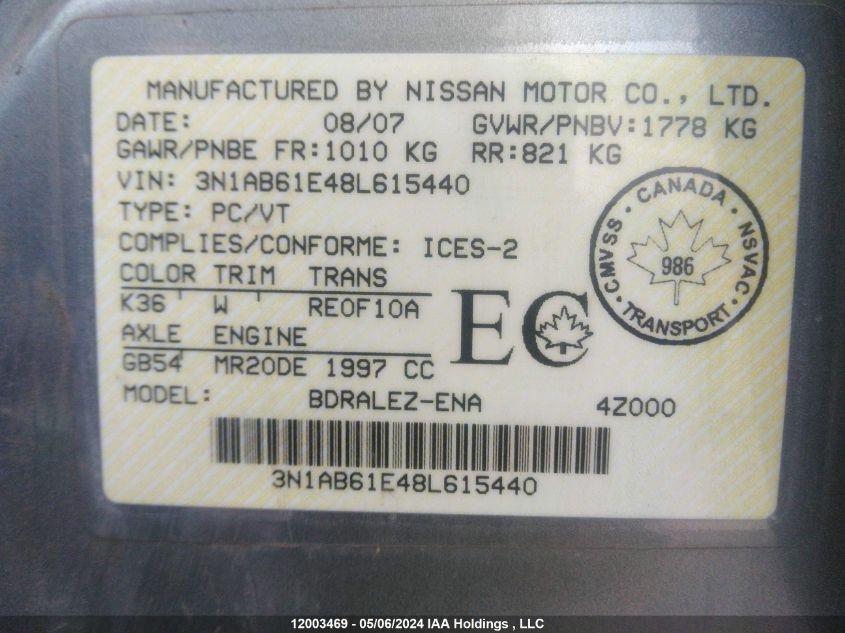 MANUFACTURED BY NISSAN MOTOR CO., LTD.
DATE: 08/07 GVWR/PNBV:1778 KG
GAWR/PNBE FR:1010 KG RR:821 KG
VIN: 3N1AB61E48L615440
TYPE: PC/VT
COMPLIES/CONFORME: ICES-2
COLOR TRIM TRANS
K36 W RE0F10A
AXLE ENGINE
GB54 MR20DE 1997 CC
MODEL: BDRALEZ-ENA 4Z000
EC
CANADA · NSVAC · TRANSPORT · CMVSS ·
986
3N1AB61E48L615440
12003469 - 05/06/2024 IAA Holdings , LLC